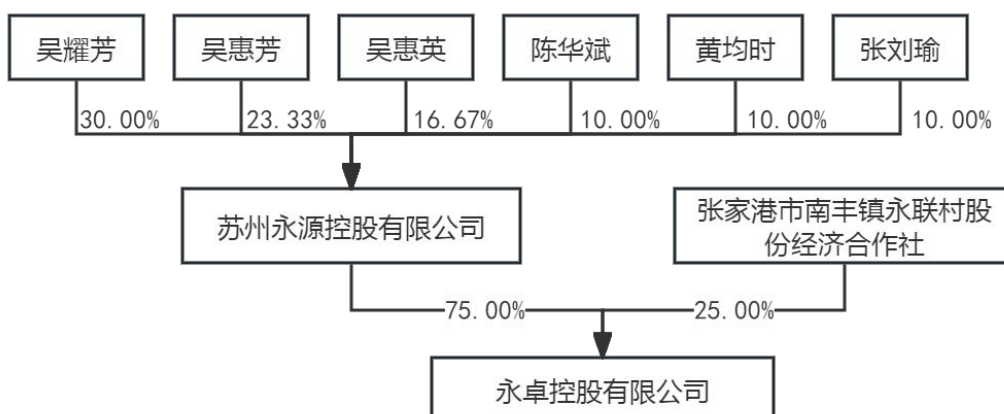 吴耀芳
吴惠芳
吴惠英
陈华斌
黄均时
张刘瑜
30.00%
23.33%
16.67%
10.00%
10.00%
10.00%
苏州永源控股有限公司
张家港市南丰镇永联村股
份经济合作社
75.00%
25.00%
永卓控股有限公司